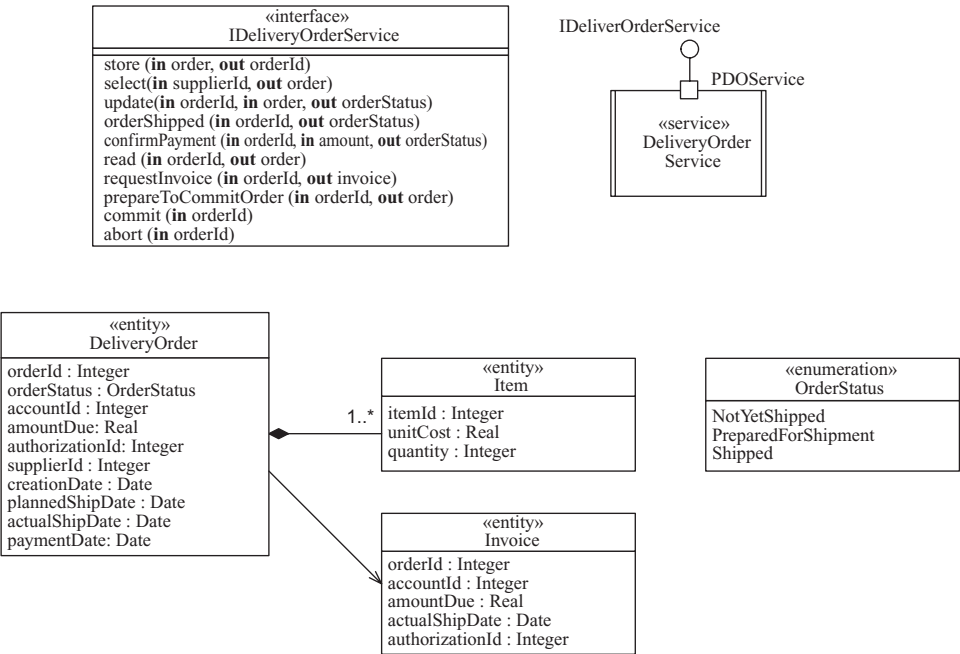 «interface»
IDeliveryOrderService
store (in order, out orderId)
select(in supplierId, out order)
update(in orderId, in order, out orderStatus)
orderShipped (in orderId, out orderStatus)
confirmPayment (in orderId, in amount, out orderStatus)
read (in orderId, out order)
requestInvoice (in orderId, out invoice)
prepareToCommitOrder (in orderId, out order)
commit (in orderId)
abort (in orderId)
IDeliverOrderService
PDOService
«service»
DeliveryOrder
Service
«entity»
DeliveryOrder
orderId : Integer
orderStatus : OrderStatus
accountId : Integer
amountDue: Real
authorizationId: Integer
supplierId : Integer
creationDate : Date
plannedShipDate : Date
actualShipDate : Date
paymentDate: Date
1..*
«entity»
Item
itemId : Integer
unitCost : Real
quantity : Integer
«enumeration»
OrderStatus
NotYetShipped
PreparedForShipment
Shipped
«entity»
Invoice
orderId : Integer
accountId : Integer
amountDue : Real
actualShipDate : Date
authorizationId : Integer